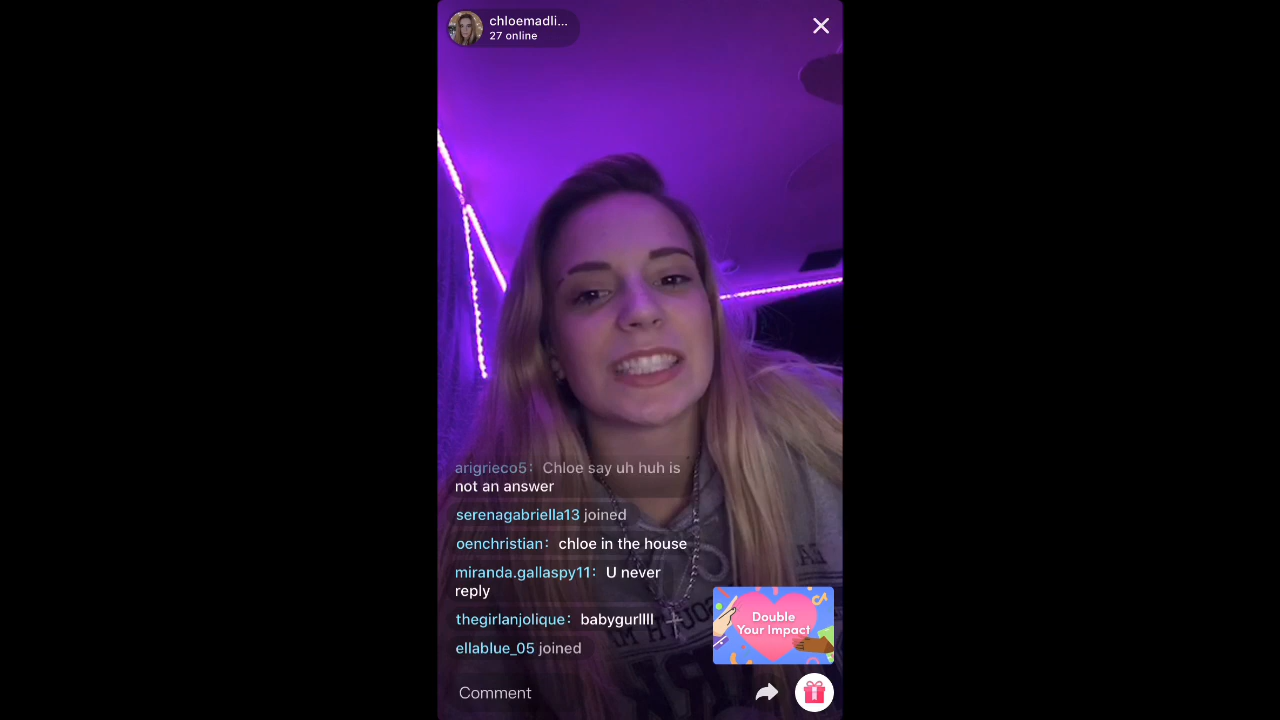 chloemadli...
27 online
arigrieco5: Chloe say uh huh is
not an answer
serenagabriella13 joined
oenchristian: chloe in the house
miranda.gallaspy11: U never
reply
thegirlanjolique: babygurllll
ellablue_05 joined
Double
Your Impact
Comment